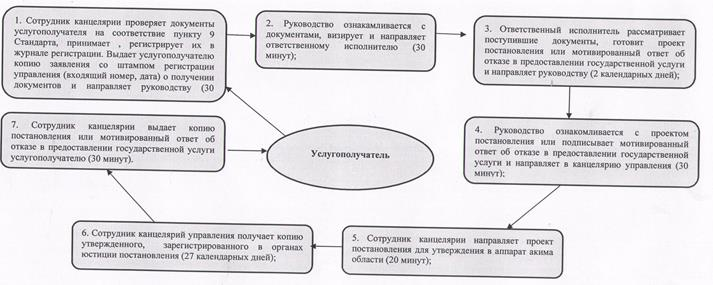 1. Сотрудник канцелярии проверяет документы
услугополучателя на соответствие пункту 9
Стандарта, принимает , регистрирует их в
журнале регистрации. Выдает услугополучателю
копию заявления со штампом регистрации
управления (входящий номер, дата) о получении
документов и направляет руководству (30
2. Руководство ознакамливается с
документами, визирует и направляет
ответственному исполнителю (30
минут);
3. Ответственный исполнитель рассматривает
поступившие документы, готовит проект
постановления или мотивированный ответ об
отказе в предоставлении государственной услуги
и направляет руководству (2 календарных дней);
4. Руководство ознакомливается с проектом
постановления или подписывает мотивированный
ответ об отказе в предоставлении государственной
услуги и направляет в канцелярию управления (30
минут);
5. Сотрудник канцелярии направляет проект
постановления для утверждения в аппарат акима
области (20 минут);
6. Сотрудник канцелярий управления получает копию
утвержденного, зарегистрированного в органах
юстиции постановления (27 календарных дней);
7. Сотрудник канцелярии выдает копию
постановления или мотивированный ответ об
отказе в предоставлении государственной услуги
услугополучателю (30 минут).
Услугополучатель